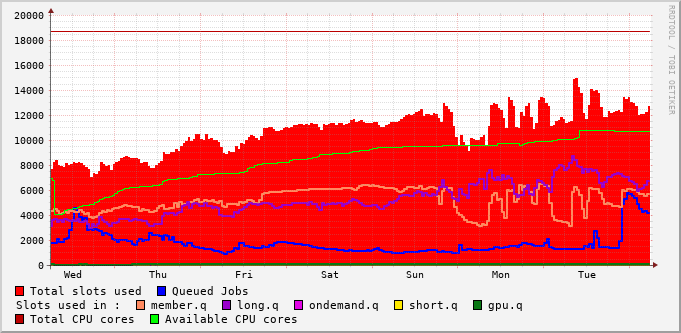 20000
18000
16000
14000
12000
10000
8000
6000
4000
2000
0
Wed Thu Fri Sat Sun Mon Tue
RRDTOOL / TOBI OETIKER
Total slots used Queued Jobs
Slots used in : member.q long.q ondemand.q short.q gpu.q
Total CPU cores Available CPU cores